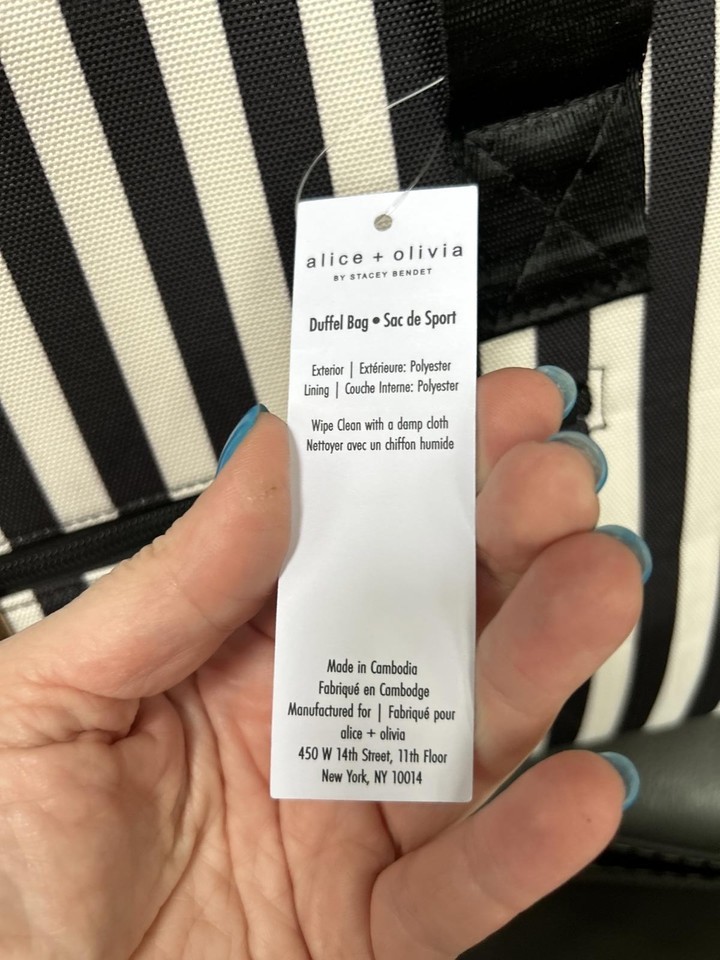 alice + olivia
BY STACEY BENDET
Duffel Bag • Sac de Sport
Exterior | Extérieure: Polyester
Lining | Couche Interne: Polyester
Wipe Clean with a damp cloth
Nettoyer avec un chiffon humide
Made in Cambodia
Fabriqué en Cambodge
Manufactured for | Fabriqué pour
alice + olivia
450 W 14th Street, 11th Floor
New York, NY 10014